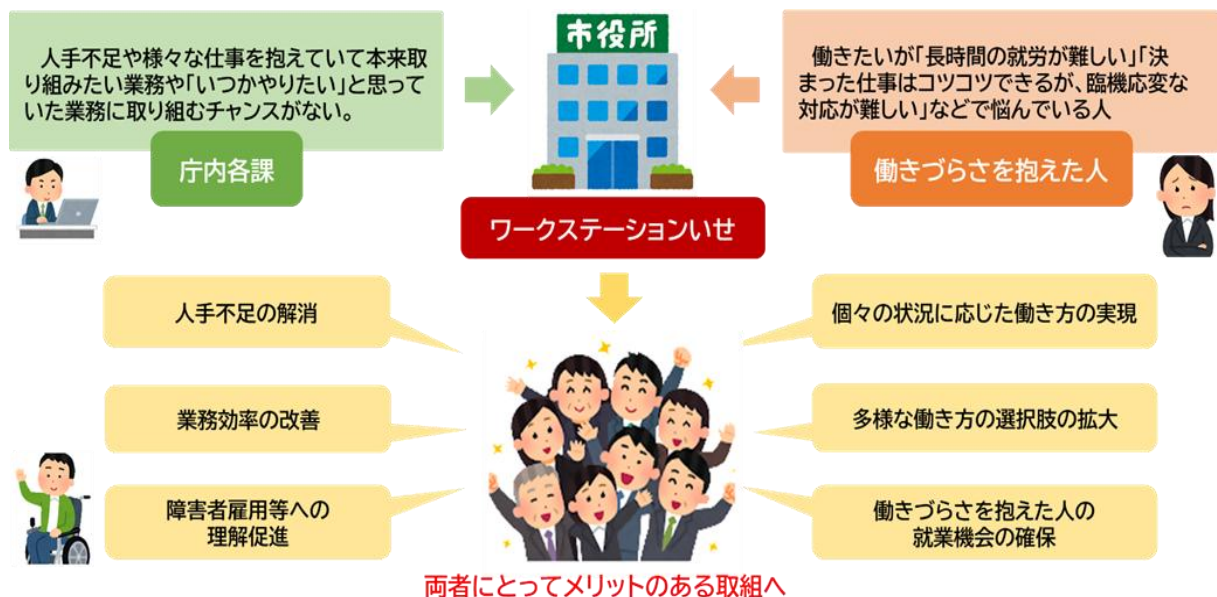 人手不足や様々な仕事を抱えていて本来取
り組みたい業務や「いつかやりたい」と思って
いた業務に取り組むチャンスがない。
庁内各課
市役所
働きたいが「長時間の就労が難しい」「決
まった仕事はコツコツできるが、臨機応変な
対応が難しい」などで悩んでいる人
働きづらさを抱えた人
ワークステーションいせ
人手不足の解消
業務効率の改善
障害者雇用等への
理解促進
個々の状況に応じた働き方の実現
多様な働き方の選択肢の拡大
働きづらさを抱えた人の
就業機会の確保
両者にとってメリットのある取組へ